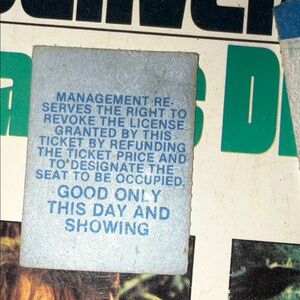 MANAGEMENT RE-
SERVES THE RIGHT TO
REVOKE THE LICENSE
GRANTED BY THIS
TICKET BY REFUNDING
THE TICKET PRICE AND
TO DESIGNATE THE
SEAT TO BE OCCUPIED.
GOOD ONLY
THIS DAY AND
SHOWING